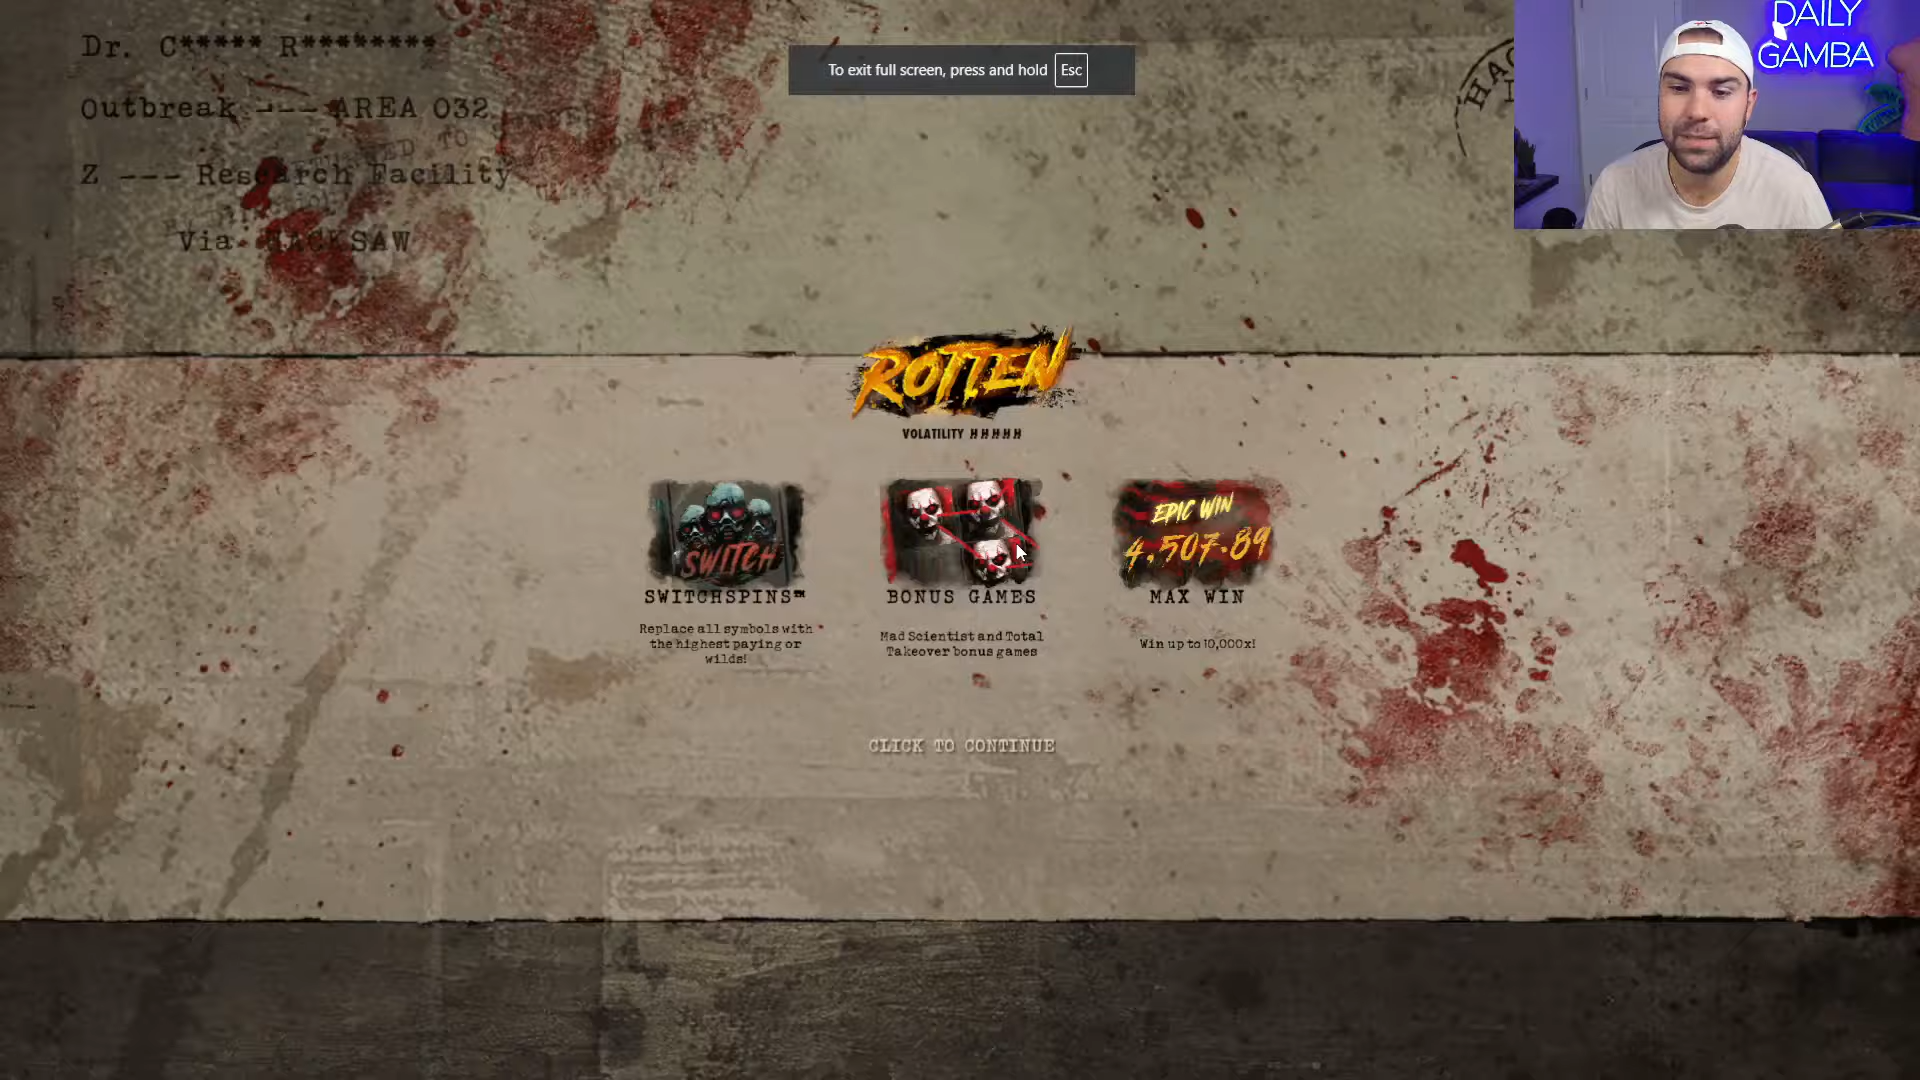 Dr. C***** R********
Outbreak --- AREA 032
Z --- Research Facility
Via HACKSAW
To exit full screen, press and hold Esc
DAILY
GAMBA
ROTTEN
VOLATILITY HHHHH
SWITCH
EPIC WIN
4,507.89
SWITCHSPINS™
BONUS GAMES
MAX WIN
Replace all symbols with
the highest paying or
wilds!
Mad Scientist and Total
Takeover bonus games
Win up to 10,000x!
CLICK TO CONTINUE